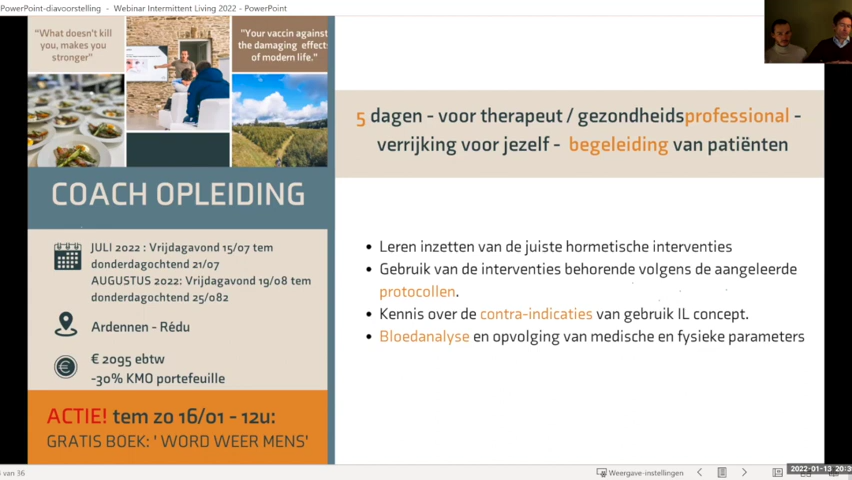 PowerPoint-diavoorstelling - Webinar Intermittent Living 2022 - PowerPoint
"What doesn't kill
you, makes you
stronger"
"Your vaccin against
the damaging effects
of modern life."
COACH OPLEIDING
JULI 2022 : Vrijdagavond 15/07 tem
donderdagochtend 21/07
AUGUSTUS 2022: Vrijdagavond 19/08 tem
donderdagochtend 25/082
Ardennen - Rédu
€ 2095 ebtw
-30% KMO portefeuille
ACTIE! tem zo 16/01 - 12u:
GRATIS BOEK: ' WORD WEER MENS'
5 dagen - voor therapeut / gezondheidsprofessional -
verrijking voor jezelf - begeleiding van patiënten
• Leren inzetten van de juiste hormetische interventies
• Gebruik van de interventies behorende volgens de aangeleerde
protocollen.
• Kennis over de contra-indicaties van gebruik IL concept.
• Bloedanalyse en opvolging van medische en fysieke parameters
van 36
Weergave-instellingen
2022-01-13 20:3